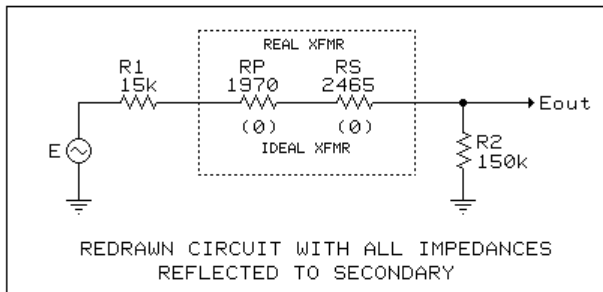 REAL XFMR
R1 RP RS
15k 1970 2465
Eout
(0) (0)
E IDEAL XFMR R2
150k
REDRAWN CIRCUIT WITH ALL IMPEDANCES
REFLECTED TO SECONDARY